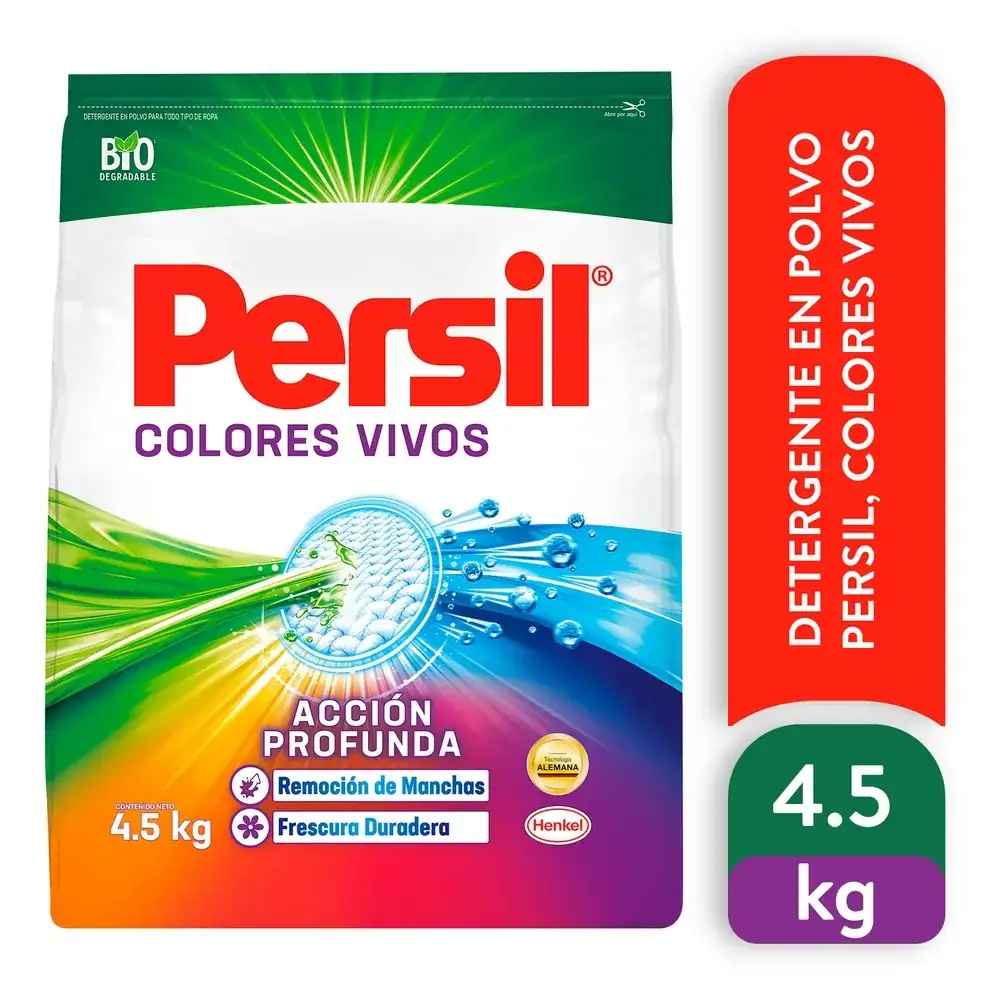 DETERGENTE EN POLVO PARA TODO TIPO DE ROPA
Abrir por aquí
BIO
DEGRADABLE
Persil®
COLORES VIVOS
ACCIÓN
PROFUNDA
Remoción de Manchas
Frescura Duradera
CONTENIDO NETO
4.5 kg
Tecnología
ALEMANA
Henkel
DETERGENTE EN POLVO
PERSIL, COLORES VIVOS
4.5
kg